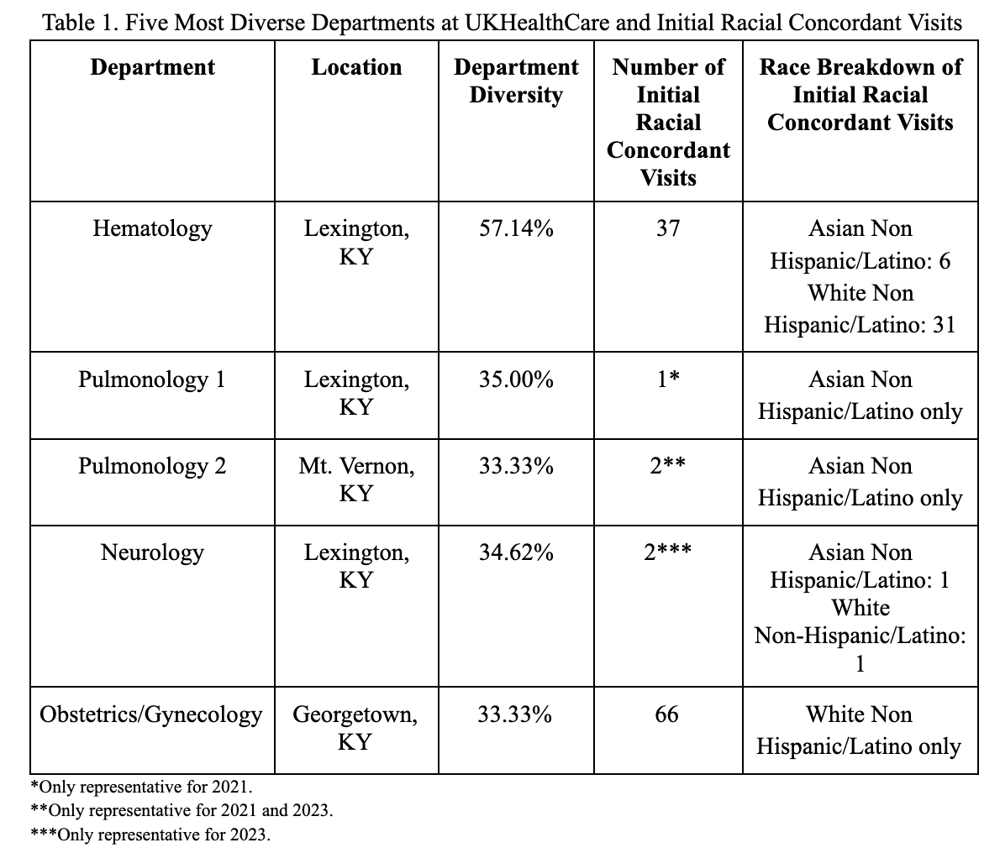 Table 1. Five Most Diverse Departments at UKHealthCare and Initial Racial Concordant Visits
Department
Location
Department
Diversity
Number of
Initial
Racial
Concordant
Visits
Race Breakdown of
Initial Racial
Concordant Visits
Hematology
Lexington,
KY
57.14%
37
Asian Non
Hispanic/Latino: 6
White Non
Hispanic/Latino: 31
Pulmonology 1
Lexington,
KY
35.00%
1*
Asian Non
Hispanic/Latino only
Pulmonology 2
Mt. Vernon,
KY
33.33%
2**
Asian Non
Hispanic/Latino only
Neurology
Lexington,
KY
34.62%
2***
Asian Non
Hispanic/Latino: 1
White
Non-Hispanic/Latino:
1
Obstetrics/Gynecology
Georgetown,
KY
33.33%
66
White Non
Hispanic/Latino only
*Only representative for 2021.
**Only representative for 2021 and 2023.
***Only representative for 2023.